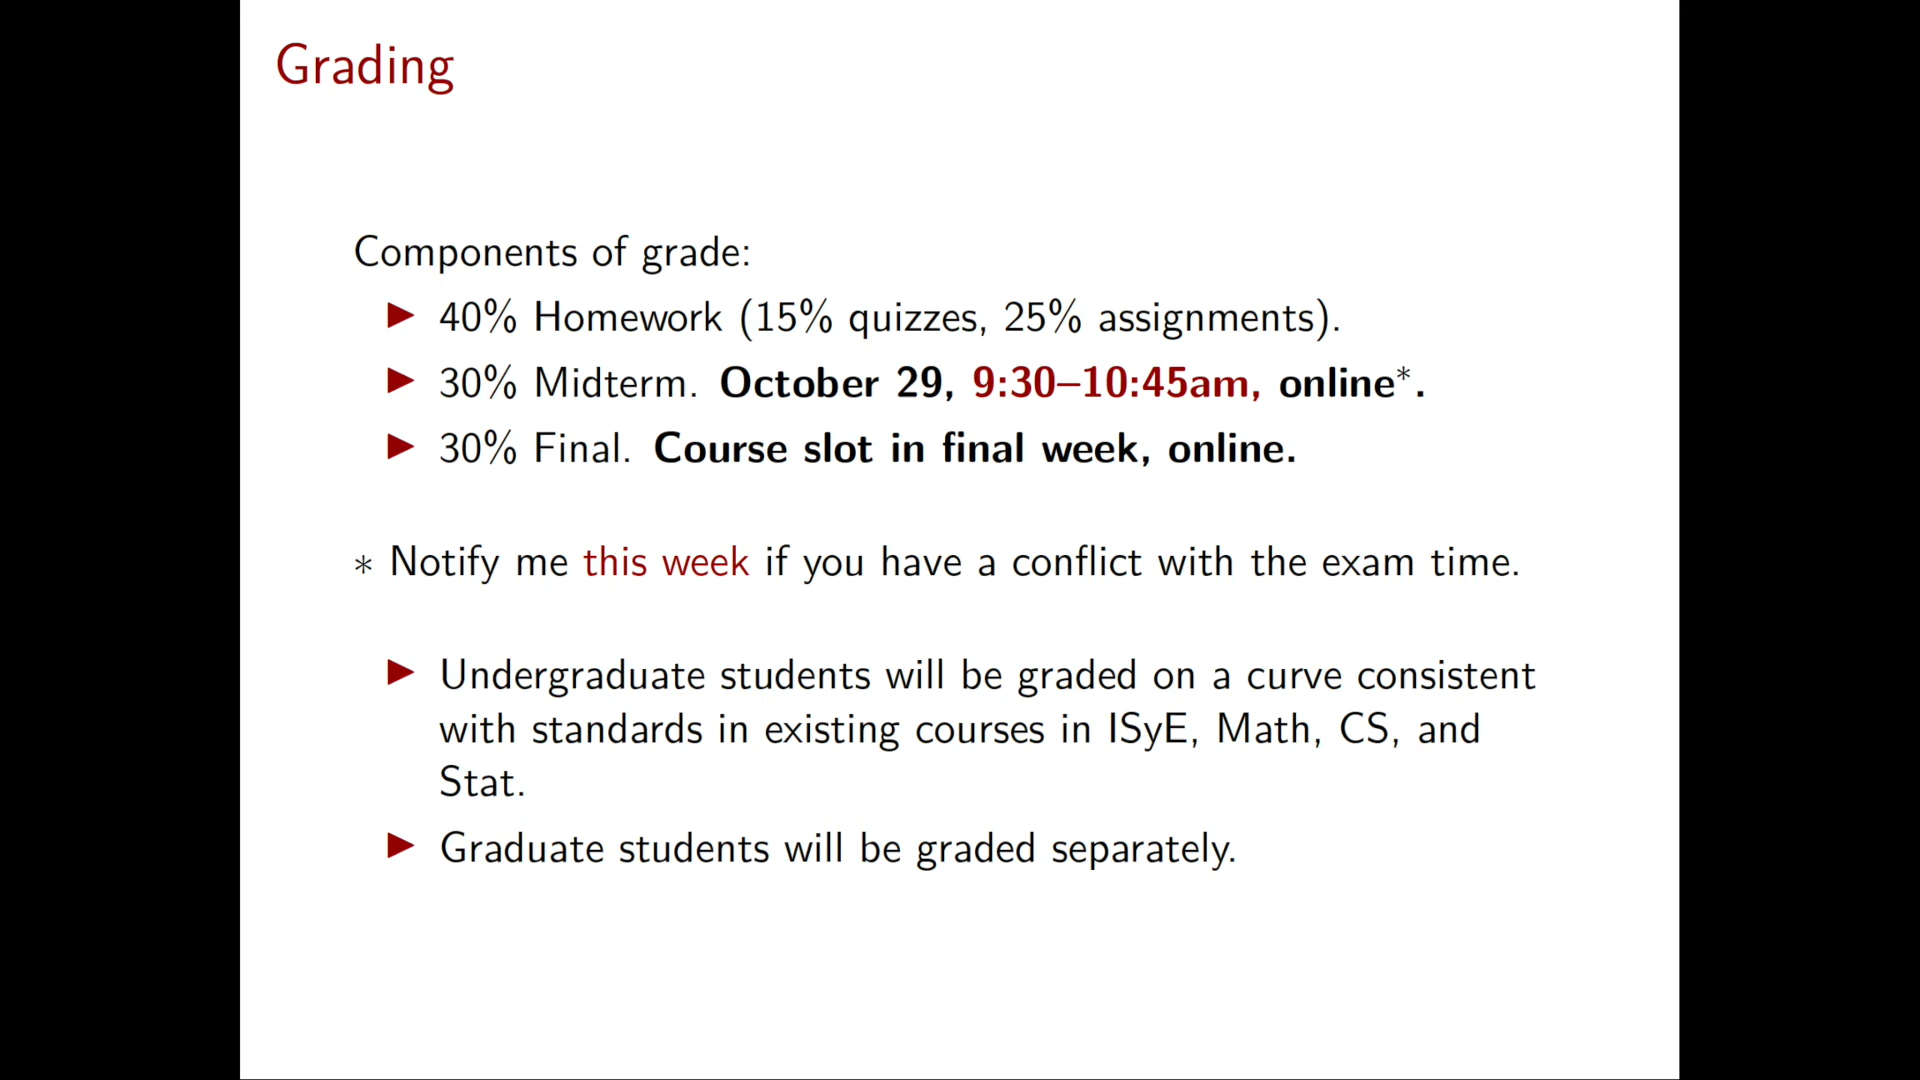 Grading
Components of grade:
▶ 40% Homework (15% quizzes, 25% assignments).
▶ 30% Midterm. October 29, 9:30–10:45am, online*.
▶ 30% Final. Course slot in final week, online.
* Notify me this week if you have a conflict with the exam time.
▶ Undergraduate students will be graded on a curve consistent
with standards in existing courses in ISyE, Math, CS, and
Stat.
▶ Graduate students will be graded separately.